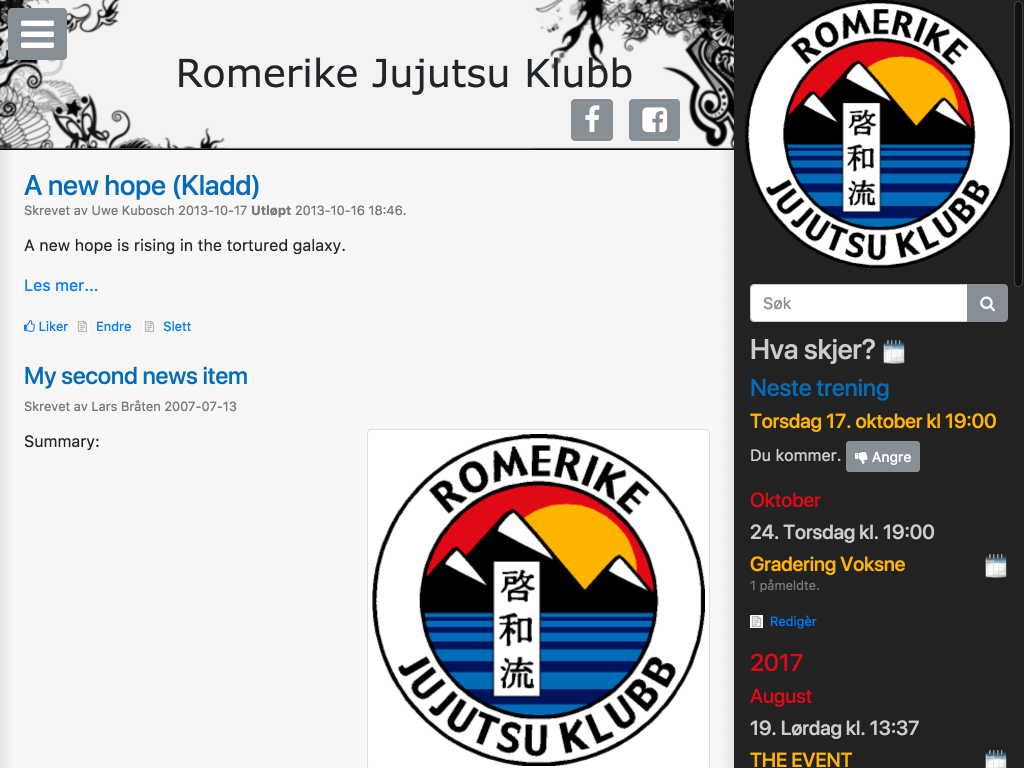 Romerike Jujutsu Klubb
A new hope (Kladd)
Skrevet av Uwe Kubosch 2013-10-17 Utløpt 2013-10-16 18:46.
A new hope is rising in the tortured galaxy.
Les mer...
Liker Endre Slett
My second news item
Skrevet av Lars Bråten 2007-07-13
Summary:
ROMERIKE
啓和流
JUJUTSU KLUBB
ROMERIKE
啓和流
JUJUTSU KLUBB
Søk
Hva skjer?
Neste trening
Torsdag 17. oktober kl 19:00
Du kommer. Angre
Oktober
24. Torsdag kl. 19:00
Gradering Voksne
1 påmeldte.
Redigèr
2017
August
19. Lørdag kl. 13:37
THE EVENT